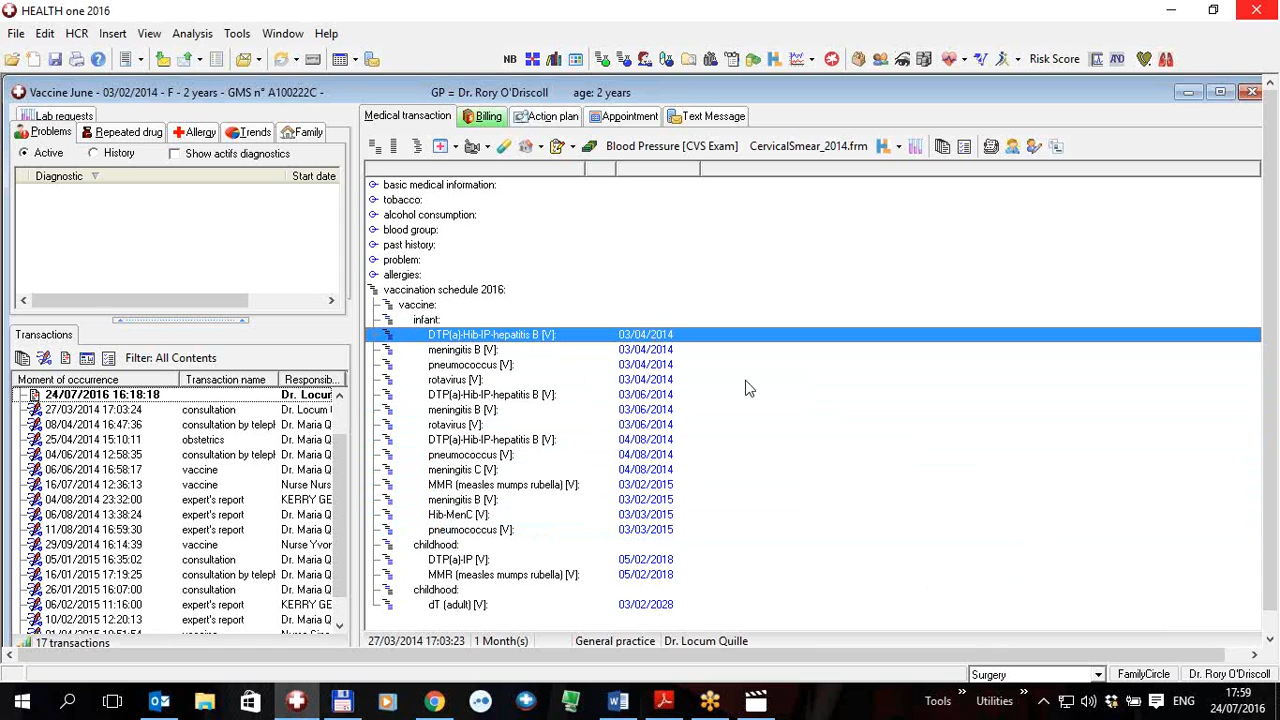 HEALTH one 2016
File Edit HCR Insert View Analysis Tools Window Help
NB Risk Score
Vaccine June - 03/02/2014 - F - 2 years - GMS n° A100222C - GP = Dr. Rory O'Driscoll age: 2 years
Lab requests
Problems Repeated drug Allergy Trends Family
Active History Show actifs diagnostics
Diagnostic Start date
Medical transaction Billing Action plan Appointment Text Message
Blood Pressure [CVS Exam] CervicalSmear_2014.frm
basic medical information:
tobacco:
alcohol consumption:
blood group:
past history:
problem:
allergies:
vaccination schedule 2016:
vaccine:
infant:
DTP(a)-Hib-IP-hepatitis B [V]: 03/04/2014
meningitis B [V]: 03/04/2014
pneumococcus [V]: 03/04/2014
rotavirus [V]: 03/04/2014
DTP(a)-Hib-IP-hepatitis B [V]: 03/06/2014
meningitis B [V]: 03/06/2014
rotavirus [V]: 03/06/2014
DTP(a)-Hib-IP-hepatitis B [V]: 04/08/2014
pneumococcus [V]: 04/08/2014
meningitis C [V]: 04/08/2014
MMR (measles mumps rubella) [V]: 03/02/2015
meningitis B [V]: 03/02/2015
Hib-MenC [V]: 03/03/2015
pneumococcus [V]: 03/03/2015
childhood:
DTP(a)-IP [V]: 05/02/2018
MMR (measles mumps rubella) [V]: 05/02/2018
childhood:
dT (adult) [V]: 03/02/2028
Transactions
Filter: All Contents
Moment of occurrence Transaction name Responsib...
24/07/2016 16:18:18 Dr. Locur
27/03/2014 17:03:24 consultation Dr. Locum
08/04/2014 16:47:36 consultation by teleph Dr. Maria Q
25/04/2014 15:10:11 obstetrics Dr. Maria Q
04/06/2014 12:58:35 consultation by teleph Dr. Maria Q
06/06/2014 16:58:17 vaccine Dr. Maria Q
16/07/2014 12:36:13 vaccine Nurse Nurs
04/08/2014 23:32:00 expert's report KERRY GE
06/08/2014 13:38:24 expert's report Dr. Maria Q
11/08/2014 16:59:30 expert's report Dr. Maria Q
29/09/2014 16:14:39 vaccine Nurse Yvor
05/01/2015 16:35:02 consultation Dr. Maria Q
16/01/2015 17:19:25 consultation by teleph Dr. Maria Q
26/01/2015 16:07:00 consultation Dr. Maria Q
06/02/2015 11:16:00 expert's report KERRY GE
10/02/2015 12:20:13 expert's report Dr. Maria Q
17 transactions
27/03/2014 17:03:23 1 Month(s) General practice Dr. Locum Quille
Surgery FamilyCircle Dr. Rory O'Driscoll
Tools Utilities ENG 17:59
24/07/2016